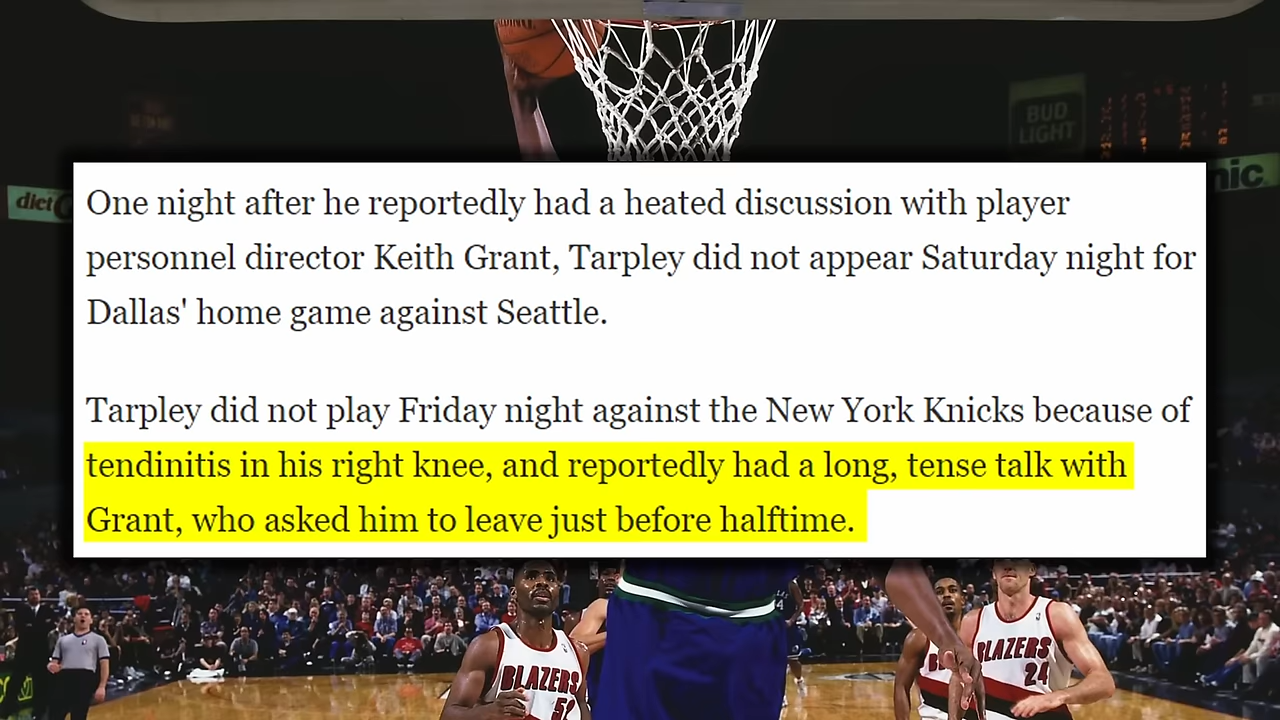 BUD
LIGHT
One night after he reportedly had a heated discussion with player
personnel director Keith Grant, Tarpley did not appear Saturday night for
Dallas' home game against Seattle.
Tarpley did not play Friday night against the New York Knicks because of
tendinitis in his right knee, and reportedly had a long, tense talk with
Grant, who asked him to leave just before halftime.
BLAZERS
BLAZERS
24